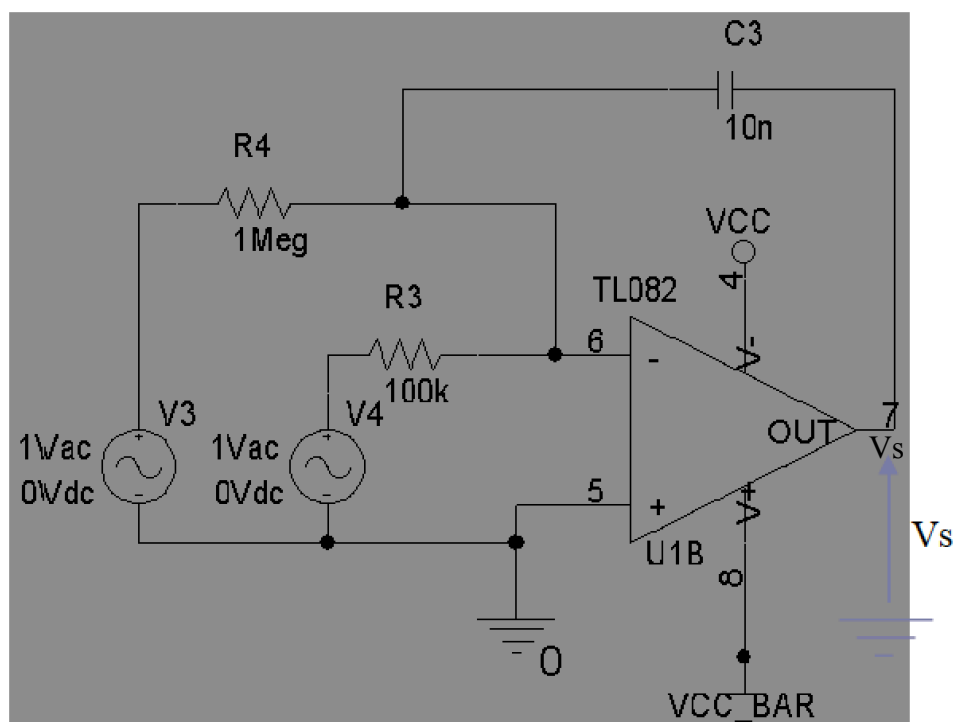 C3
10n
R4
1Meg
VCC
4
TL082
R3
100k
6
-
V-
V3
V4
1Vac
0Vdc
1Vac
0Vdc
OUT
7
Vs
Vs
5
+
V+
U1B
8
0
VCC_BAR